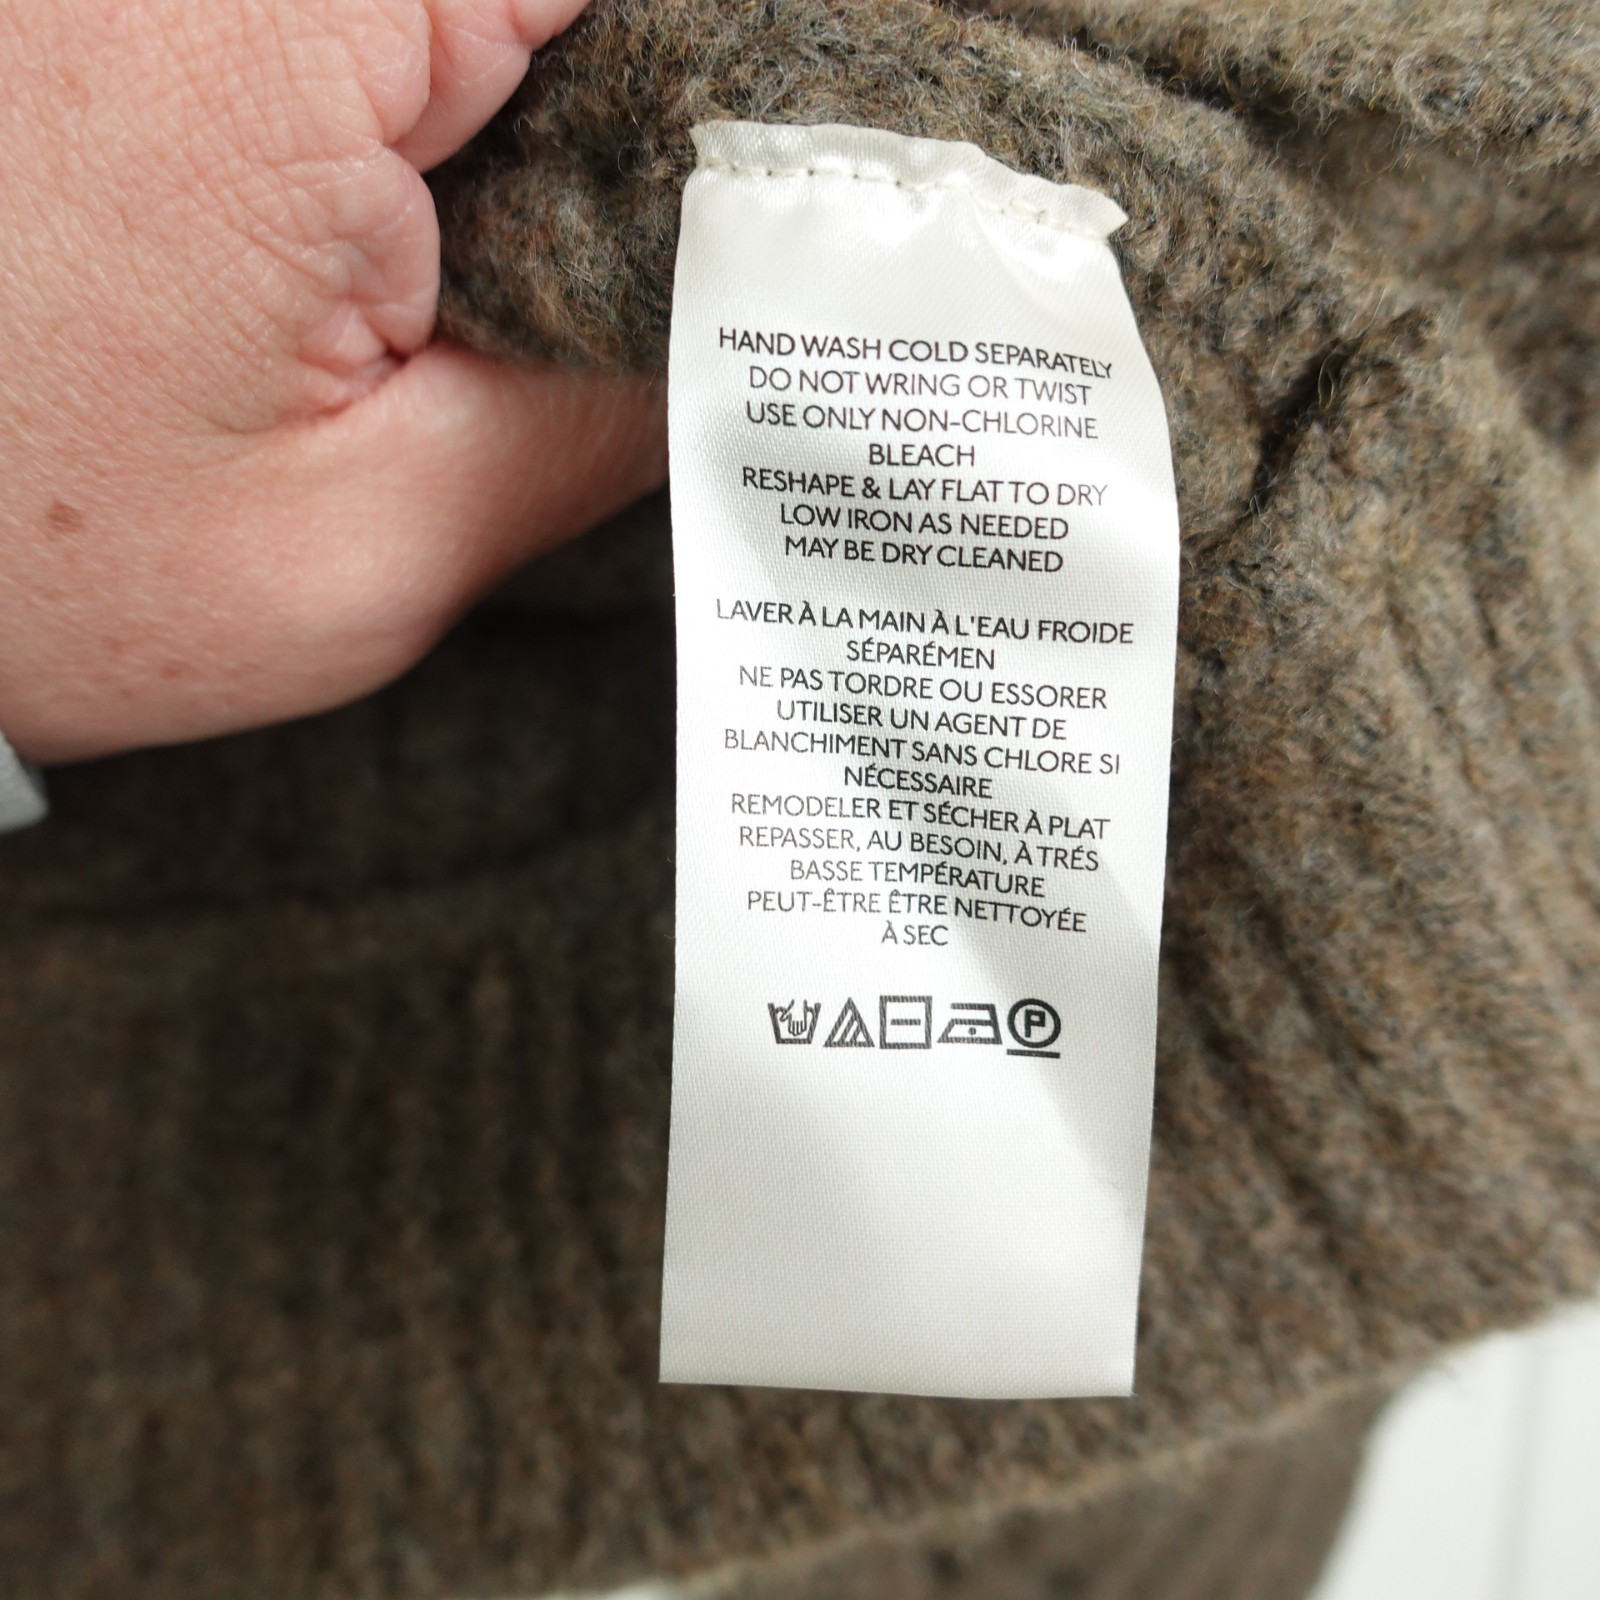 HAND WASH COLD SEPARATELY
DO NOT WRING OR TWIST
USE ONLY NON-CHLORINE
BLEACH
RESHAPE & LAY FLAT TO DRY
LOW IRON AS NEEDED
MAY BE DRY CLEANED
LAVER À LA MAIN À L'EAU FROIDE
SÉPARÉMEN
NE PAS TORDRE OU ESSORER
UTILISER UN AGENT DE
BLANCHIMENT SANS CHLORE SI
NÉCESSAIRE
REMODELER ET SÉCHER À PLAT
REPASSER, AU BESOIN, À TRÉS
BASSE TEMPÉRATURE
PEUT-ÊTRE ÊTRE NETTOYÉE
À SEC
P